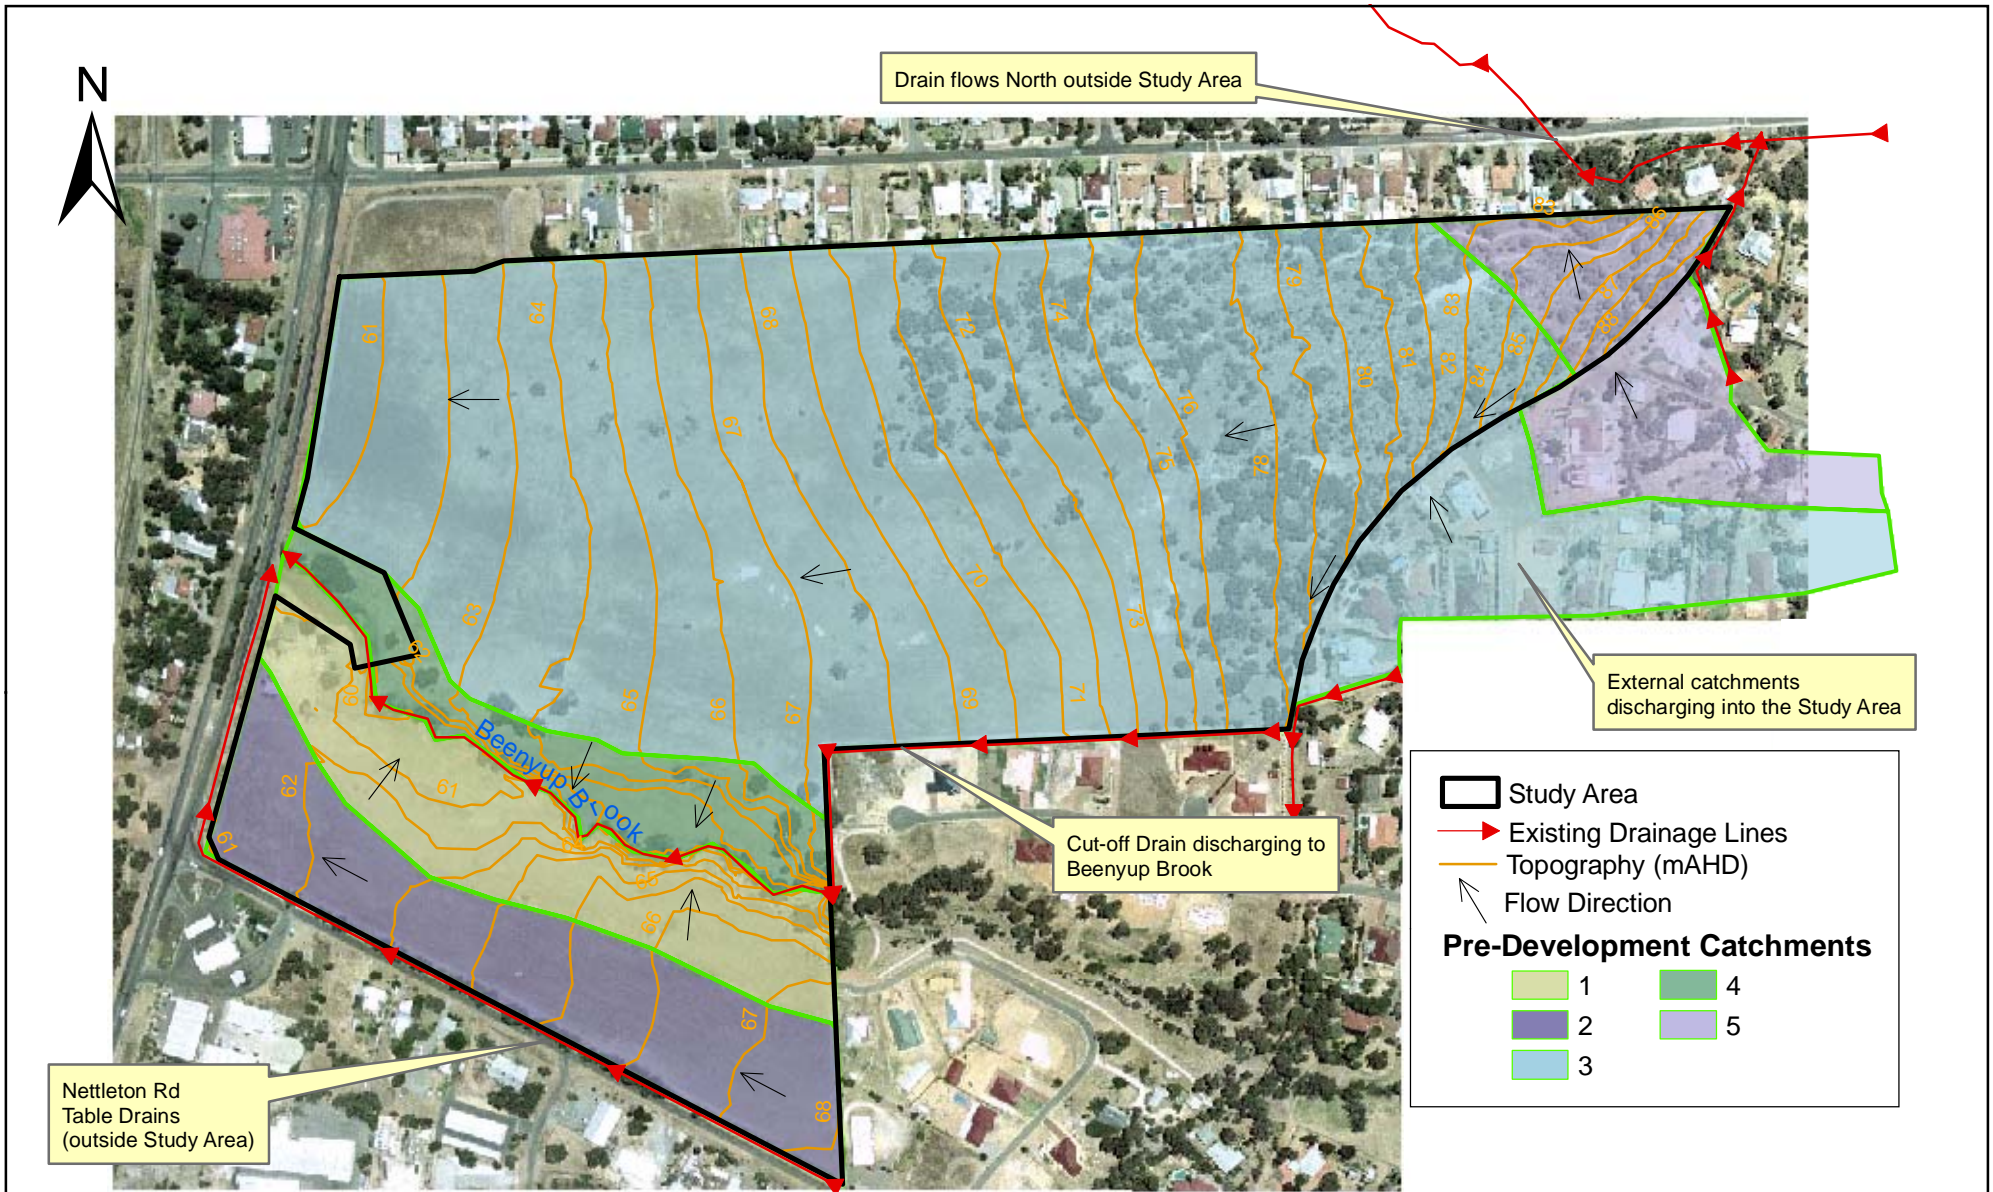 N
Drain flows North outside Study Area
83
86
87
88
85
84
83
82
81
80
79
78
76
75
74
73
72
71
70
69
68
67
67
66
65
64
63
62
61
60
61
62
61
65
66
67
68
Beenyup Brook
External catchments
discharging into the Study Area
Cut-off Drain discharging to
Beenyup Brook
Nettleton Rd
Table Drains
(outside Study Area)
Study Area
Existing Drainage Lines
Topography (mAHD)
Flow Direction
Pre-Development Catchments
1
4
2
5
3